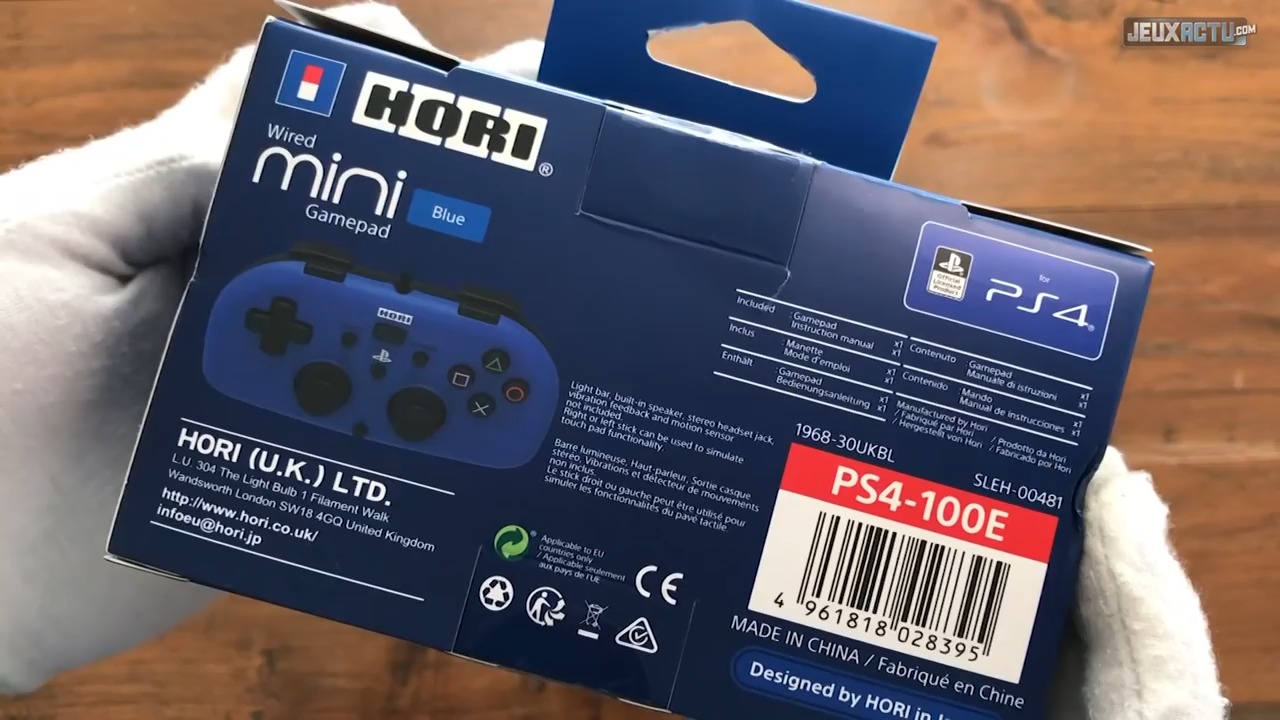 JEUXACTU.COM
HORI®
Wired
mini
Gamepad
Blue
HORI
Official
Licensed
Product
for
PS4®
Included : Gamepad x1
Instruction manual x1
Inclus : Manette x1
Mode d'emploi x1
Enthält : Gamepad x1
Bedienungsanleitung x1
Contenuto : Gamepad x1
Manuale di istruzioni x1
Contenido : Mando x1
Manual de instrucciones x1
Manufactured by Hori
/ Fabriqué par Hori
/ Hergestellt von Hori
/ Prodotto da Hori
/ Fabricado por Hori
Light bar, built-in speaker, stereo headset jack,
vibration feedback and motion sensor
not included.
Right or left stick can be used to simulate
touch pad functionality.
Barre lumineuse, Haut-parleur, Sortie casque
stéréo, Vibrations et détecteur de mouvements
non inclus.
Le stick droit ou gauche peut être utilisé pour
simuler les fonctionnalités du pavé tactile
HORI (U.K.) LTD.
L.U. 304 The Light Bulb 1 Filament Walk
Wandsworth London SW18 4GQ United Kingdom
http://www.hori.co.uk/
infoeu@hori.jp
Applicable to EU
countries only
/ Applicable seulement
aux pays de l'UE
CE
1968-30UKBL
SLEH-00481
PS4-100E
4 961818 028395
MADE IN CHINA / Fabriqué en Chine
Designed by HORI in